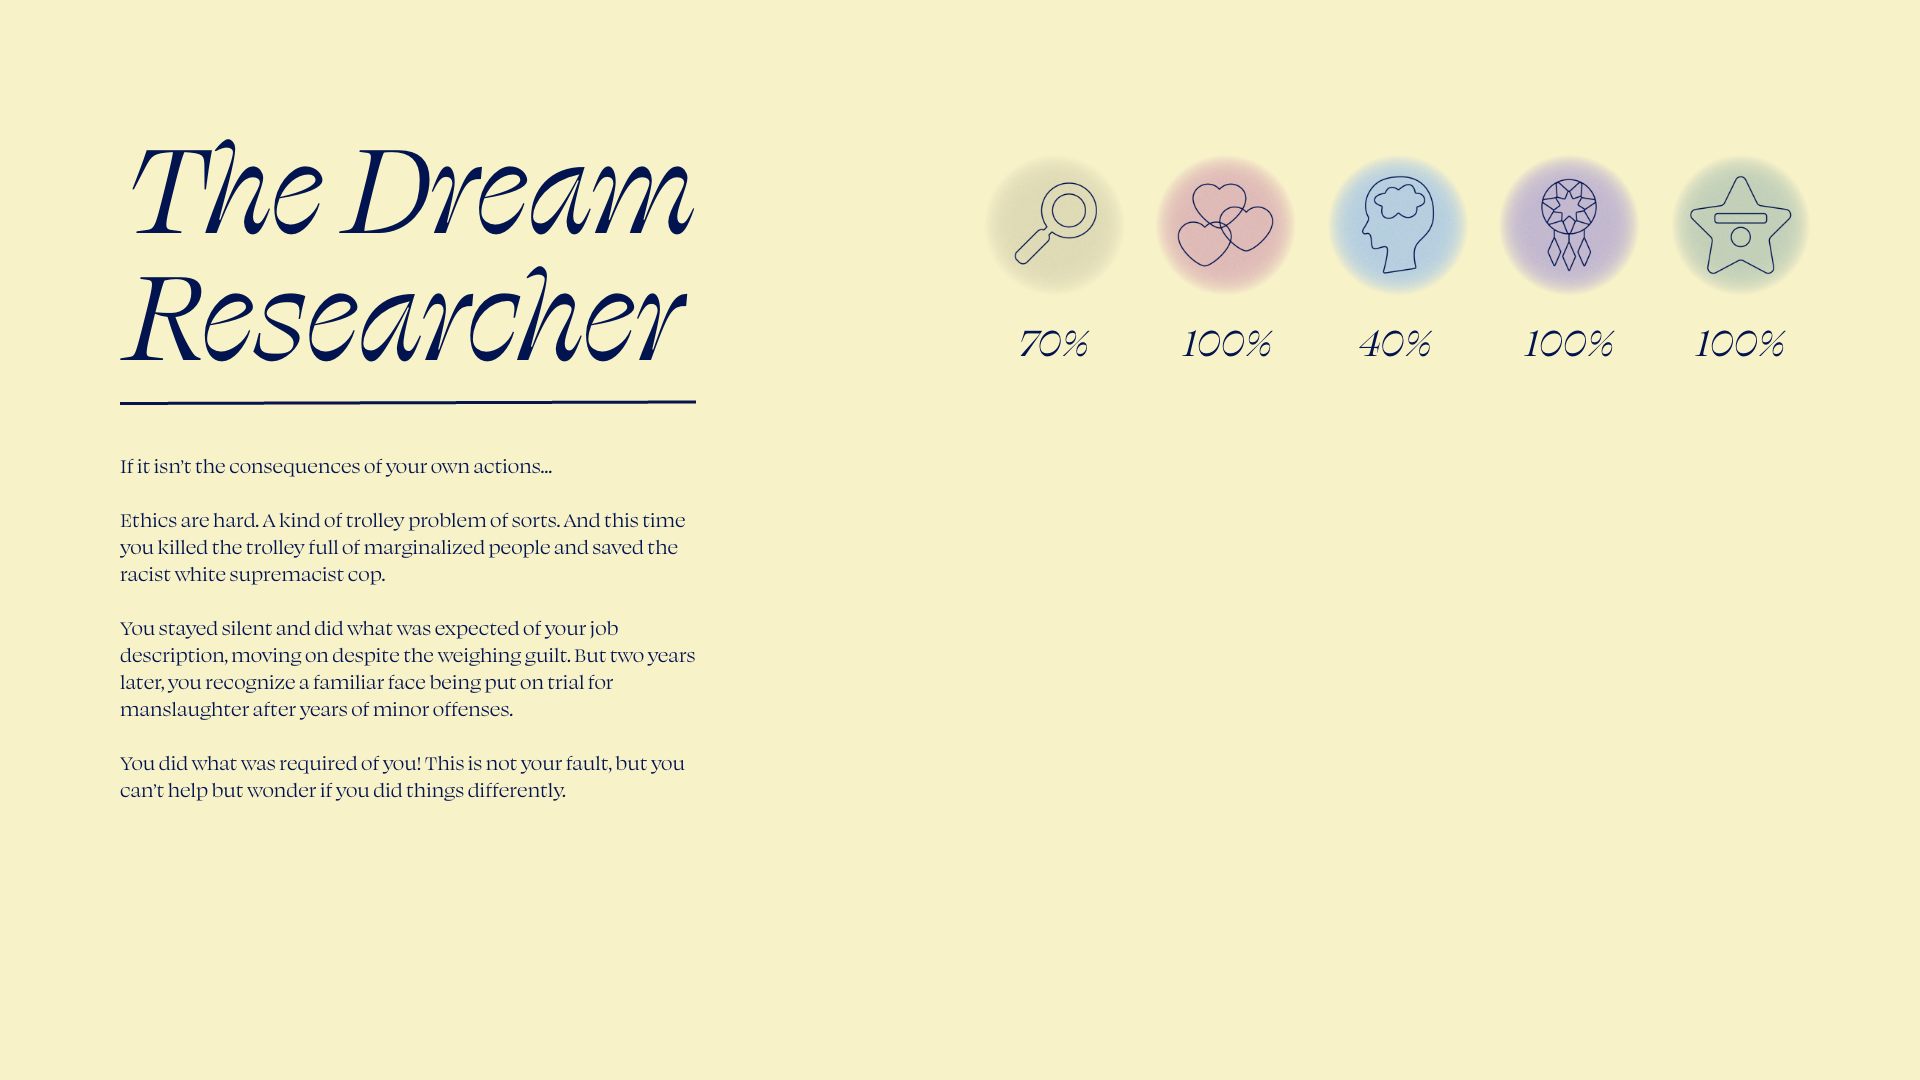 The Dream
Researcher
70%
100%
40%
100%
100%
If it isn’t the consequences of your own actions...
Ethics are hard. A kind of trolley problem of sorts. And this time
you killed the trolley full of marginalized people and saved the
racist white supremacist cop.
You stayed silent and did what was expected of your job
description, moving on despite the weighing guilt. But two years
later, you recognize a familiar face being put on trial for
manslaughter after years of minor offenses.
You did what was required of you! This is not your fault, but you
can’t help but wonder if you did things differently.